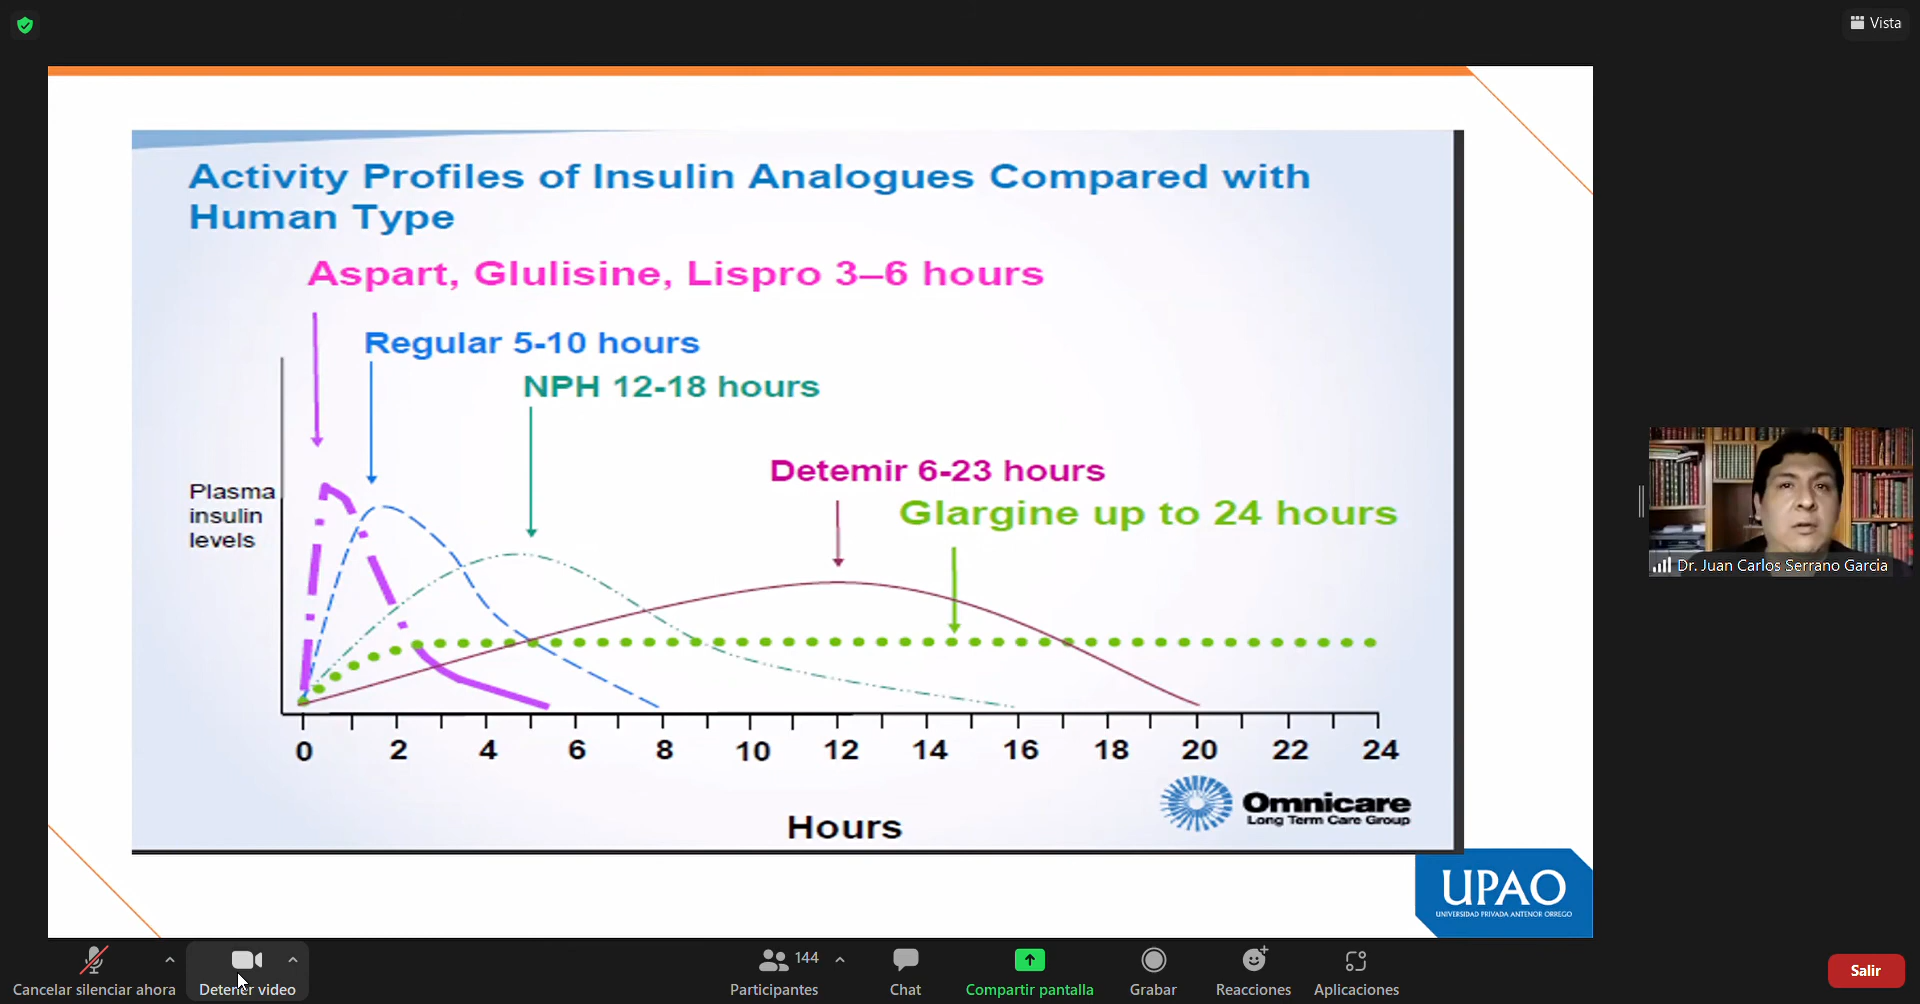 Vista
Activity Profiles of Insulin Analogues Compared with
Human Type
Aspart, Glulisine, Lispro 3–6 hours
Regular 5-10 hours
NPH 12-18 hours
Detemir 6-23 hours
Glargine up to 24 hours
Plasma
insulin
levels
0 2 4 6 8 10 12 14 16 18 20 22 24
Hours
Omnicare
Long Term Care Group
UPAO
UNIVERSIDAD PRIVADA ANTENOR ORREGO
Dr. Juan Carlos Serrano Garcia
Cancelar silenciar ahora
Detener video
144
Participantes
Chat
Compartir pantalla
Grabar
Reacciones
Aplicaciones
Salir